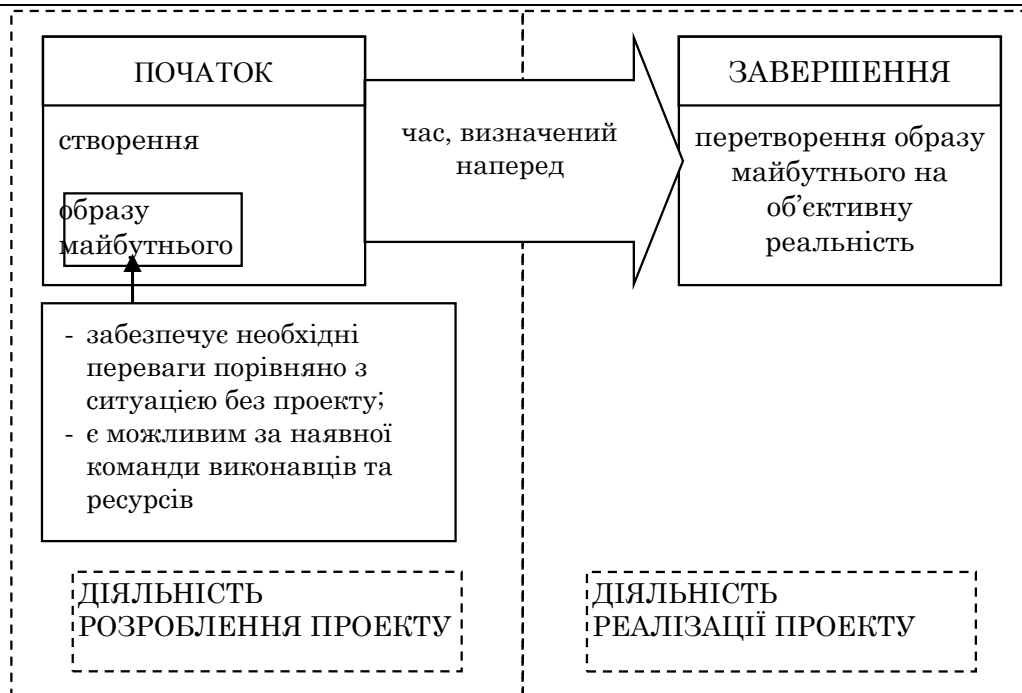 ПОЧАТОК
створення
образу
майбутнього
час, визначений
наперед
ЗАВЕРШЕННЯ
перетворення образу
майбутнього на
об’єктивну
реальність
- забезпечує необхідні
переваги порівняно з
ситуацією без проекту;
- є можливим за наявної
команди виконавців та
ресурсів
ДІЯЛЬНІСТЬ
РОЗРОБЛЕННЯ ПРОЕКТУ
ДІЯЛЬНІСТЬ
РЕАЛІЗАЦІЇ ПРОЕКТУ